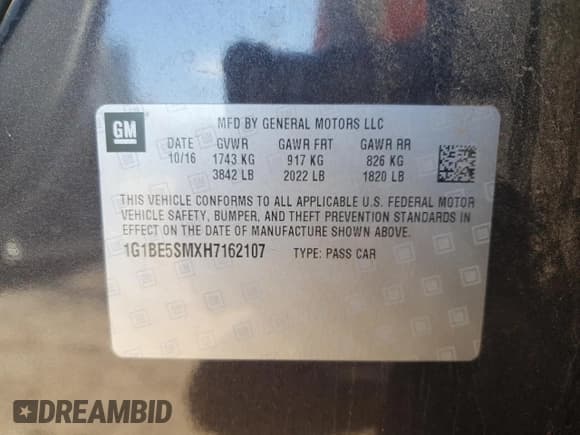 GM
MFD BY GENERAL MOTORS LLC
DATE GVWR GAWR FRT GAWR RR
10/16 1743 KG 917 KG 826 KG
3842 LB 2022 LB 1820 LB
THIS VEHICLE CONFORMS TO ALL APPLICABLE U.S. FEDERAL MOTOR
VEHICLE SAFETY, BUMPER, AND THEFT PREVENTION STANDARDS IN
EFFECT ON THE DATE OF MANUFACTURE SHOWN ABOVE.
1G1BE5SMXH7162107 TYPE: PASS CAR
DREAMBID